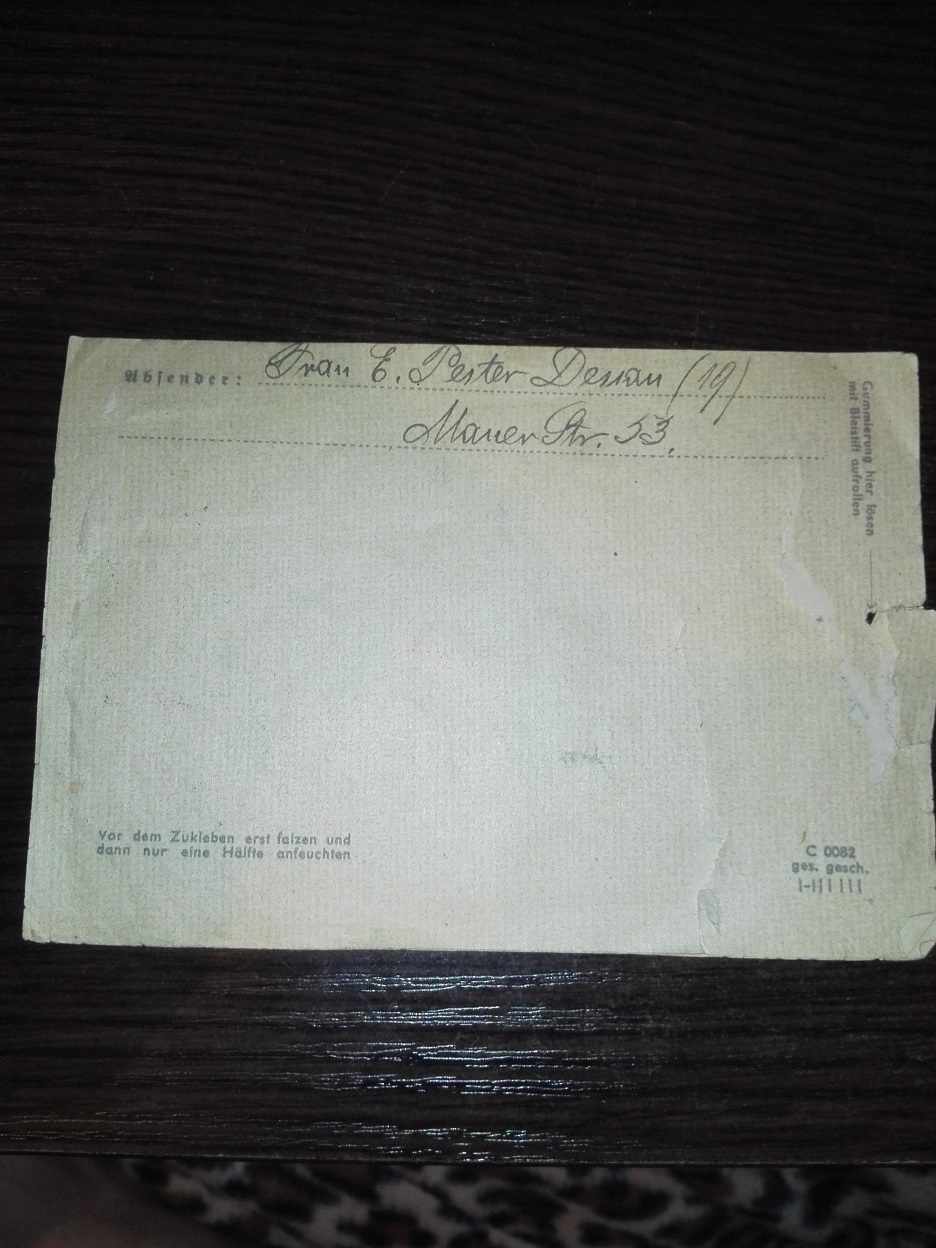 Absender: Frau E. Pester Dessau (19)
Mauer Str. 53.
Gummierung hier lösen
mit Bleistift aufrollen
Vor dem Zukleben erst falzen und
dann nur eine Hälfte anfeuchten
C 0082
ges. gesch.